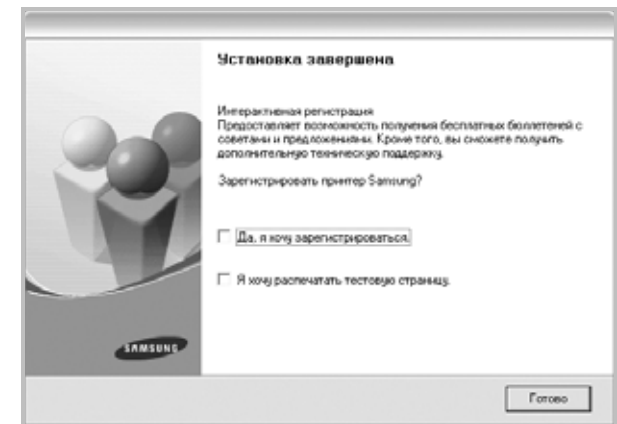 Установка завершена
Интерактивная регистрация
Предоставляет возможность получения бесплатных бюллетеней с
советами и предложениями. Кроме того, вы сможете получить
дополнительную техническую поддержку.
Зарегистрировать принтер Samsung?
Да, я хочу зарегистрироваться.
Я хочу распечатать тестовую страницу.
SAMSUNG
Готово